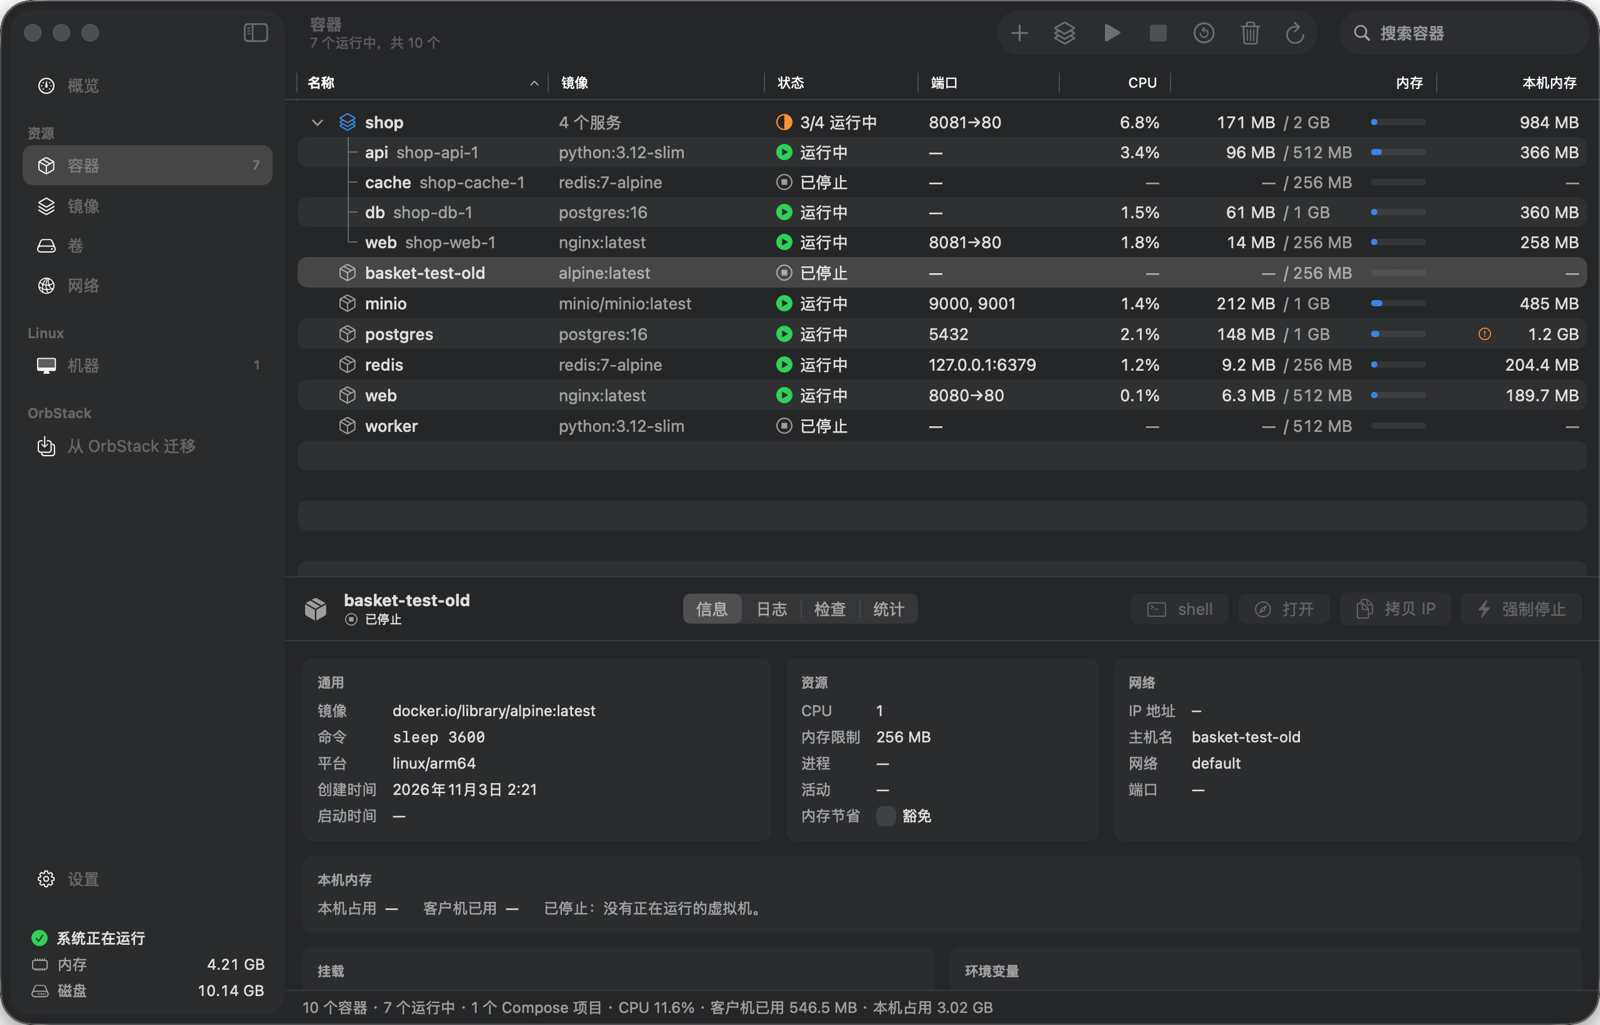 容器
7 个运行中，共 10 个
搜索容器
概览
资源
容器 7
镜像
卷
网络
Linux
机器 1
OrbStack
从 OrbStack 迁移
设置
系统正在运行
内存 4.21 GB
磁盘 10.14 GB
名称 镜像 状态 端口 CPU 内存 本机内存
shop 4 个服务 3/4 运行中 8081→80 6.8% 171 MB / 2 GB 984 MB
api shop-api-1 python:3.12-slim 运行中 — 3.4% 96 MB / 512 MB 366 MB
cache shop-cache-1 redis:7-alpine 已停止 — — — / 256 MB —
db shop-db-1 postgres:16 运行中 — 1.5% 61 MB / 1 GB 360 MB
web shop-web-1 nginx:latest 运行中 8081→80 1.8% 14 MB / 256 MB 258 MB
basket-test-old alpine:latest 已停止 — — — / 256 MB —
minio minio/minio:latest 运行中 9000, 9001 1.4% 212 MB / 1 GB 485 MB
postgres postgres:16 运行中 5432 2.1% 148 MB / 1 GB 1.2 GB
redis redis:7-alpine 运行中 127.0.0.1:6379 1.2% 9.2 MB / 256 MB 204.4 MB
web nginx:latest 运行中 8080→80 0.1% 6.3 MB / 512 MB 189.7 MB
worker python:3.12-slim 已停止 — — — / 512 MB —
basket-test-old
已停止
信息 日志 检查 统计
shell 打开 拷贝 IP 强制停止
通用
镜像 docker.io/library/alpine:latest
命令 sleep 3600
平台 linux/arm64
创建时间 2026年11月3日 2:21
启动时间 —
资源
CPU 1
内存限制 256 MB
进程 —
活动 —
内存节省 豁免
网络
IP 地址 —
主机名 basket-test-old
网络 default
端口 —
本机内存
本机占用 — 客户机已用 — 已停止：没有正在运行的虚拟机。
挂载
环境变量
10 个容器 · 7 个运行中 · 1 个 Compose 项目 · CPU 11.6% · 客户机已用 546.5 MB · 本机占用 3.02 GB